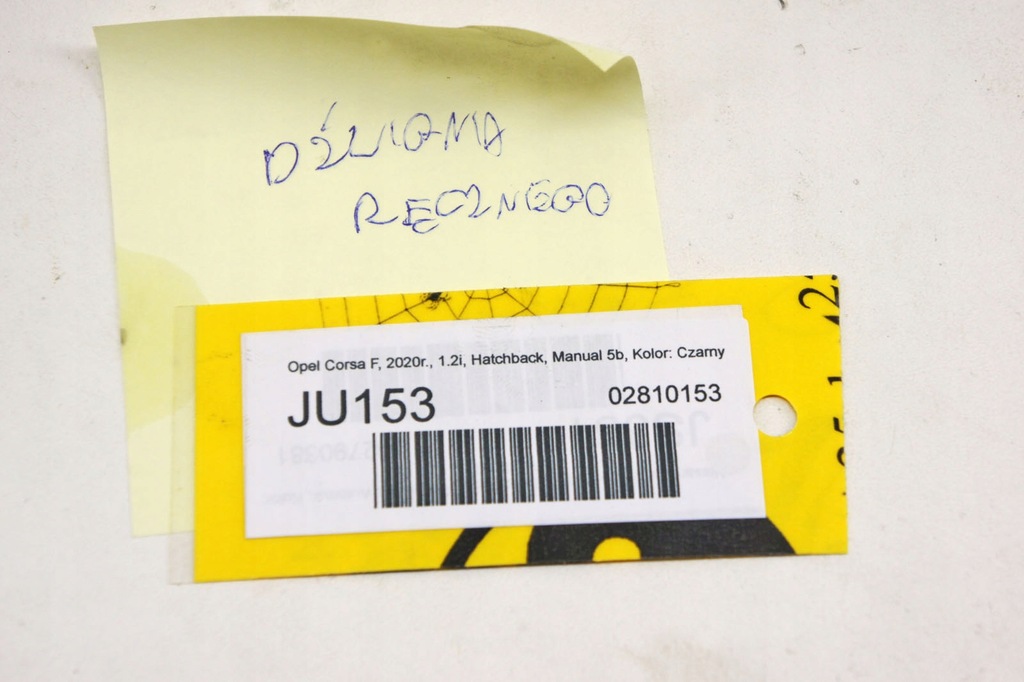 DŹWIGNIA
RĘCZNEGO
Opel Corsa F, 2020r., 1.2i, Hatchback, Manual 5b, Kolor: Czarny
JU153
02810153